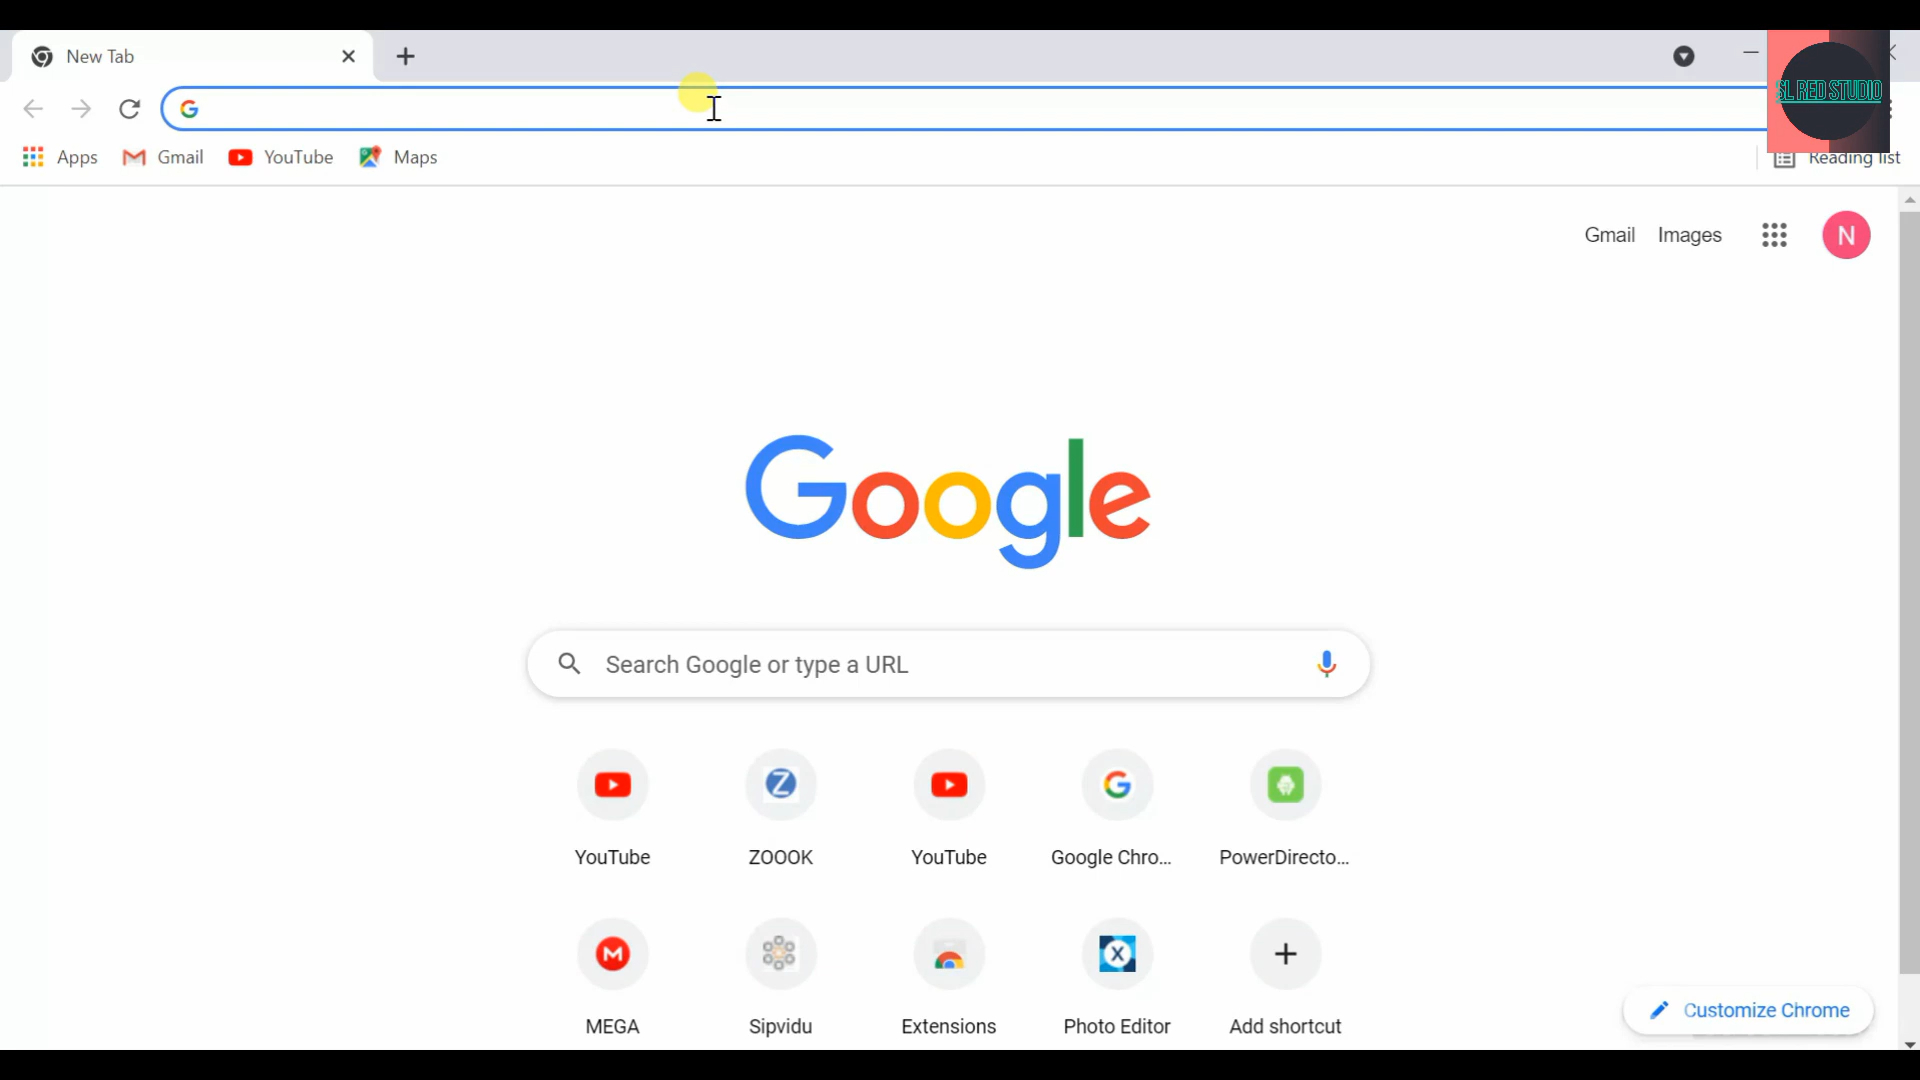 New Tab
SL RED STUDIO
Apps
Gmail
YouTube
Maps
Reading list
Gmail
Images
N
Google
Search Google or type a URL
YouTube
ZOOOK
YouTube
Google Chro...
PowerDirecto...
MEGA
Sipvidu
Extensions
Photo Editor
Add shortcut
Customize Chrome